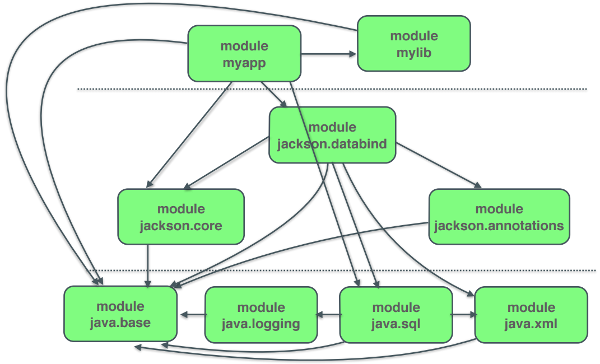 module
myapp
module
mylib
module
jackson.databind
module
jackson.core
module
jackson.annotations
module
java.base
module
java.logging
module
java.sql
module
java.xml